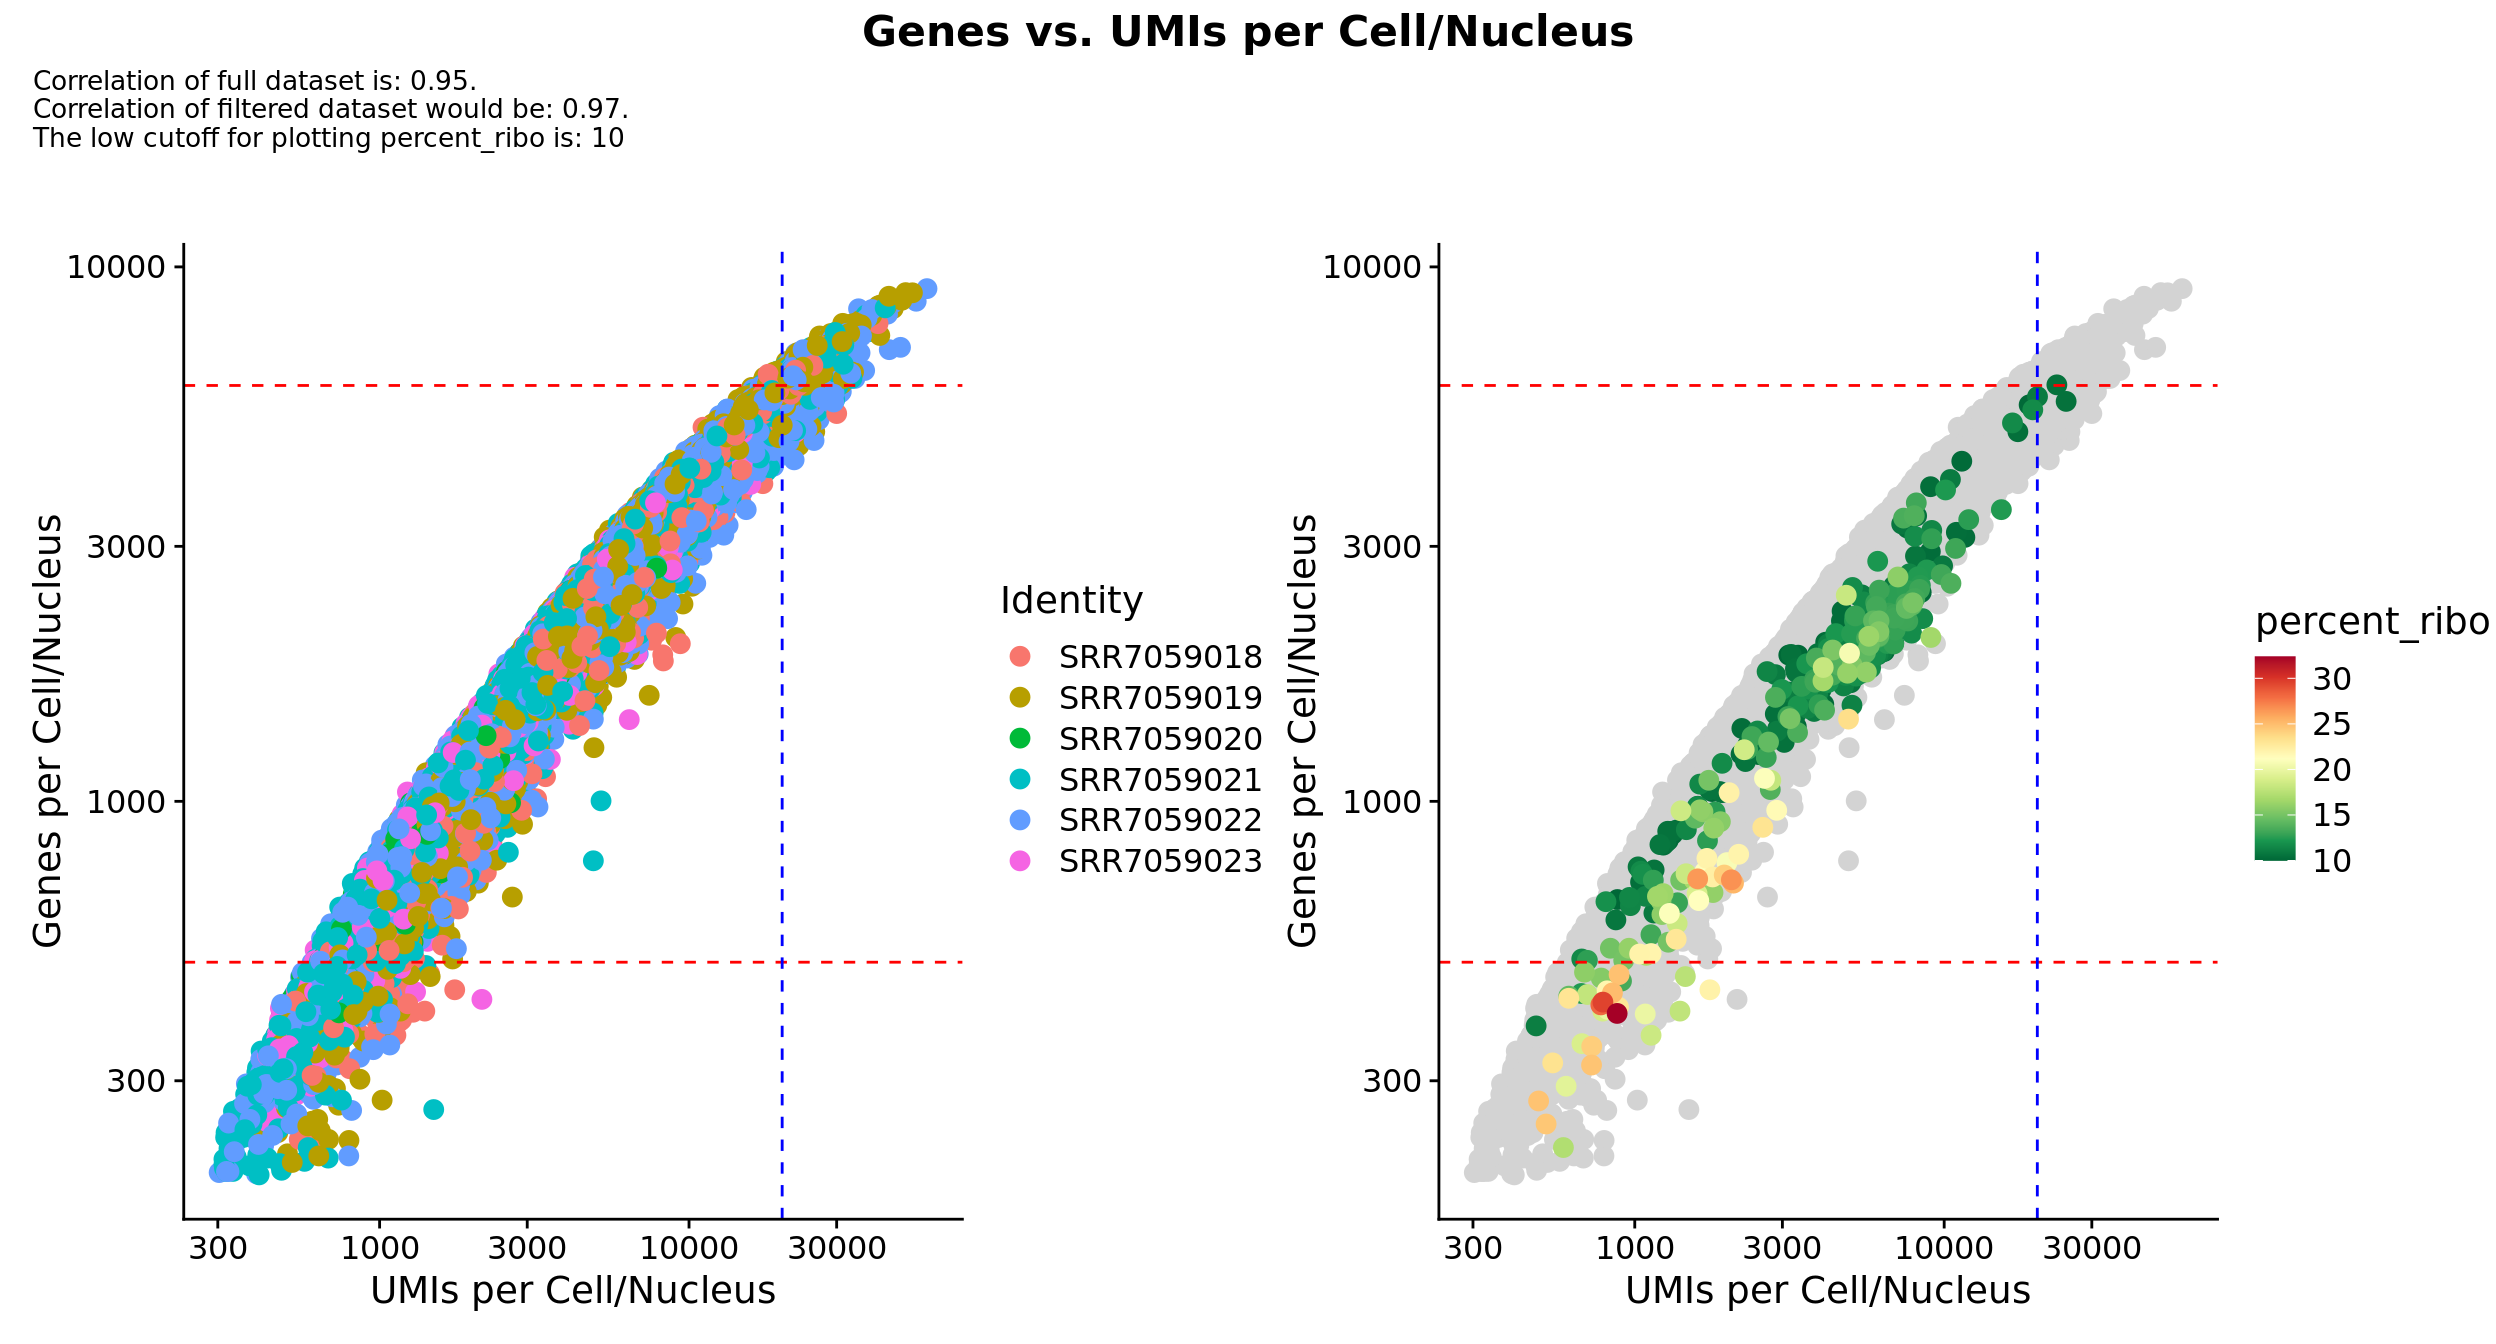 Genes vs. UMIs per Cell/Nucleus
Correlation of full dataset is: 0.95.
Correlation of filtered dataset would be: 0.97.
The low cutoff for plotting percent_ribo is: 10
Genes per Cell/Nucleus
10000
3000
1000
300
300 1000 3000 10000 30000
UMIs per Cell/Nucleus
Identity
SRR7059018
SRR7059019
SRR7059020
SRR7059021
SRR7059022
SRR7059023
Genes per Cell/Nucleus
10000
3000
1000
300
300 1000 3000 10000 30000
UMIs per Cell/Nucleus
percent_ribo
30
25
20
15
10